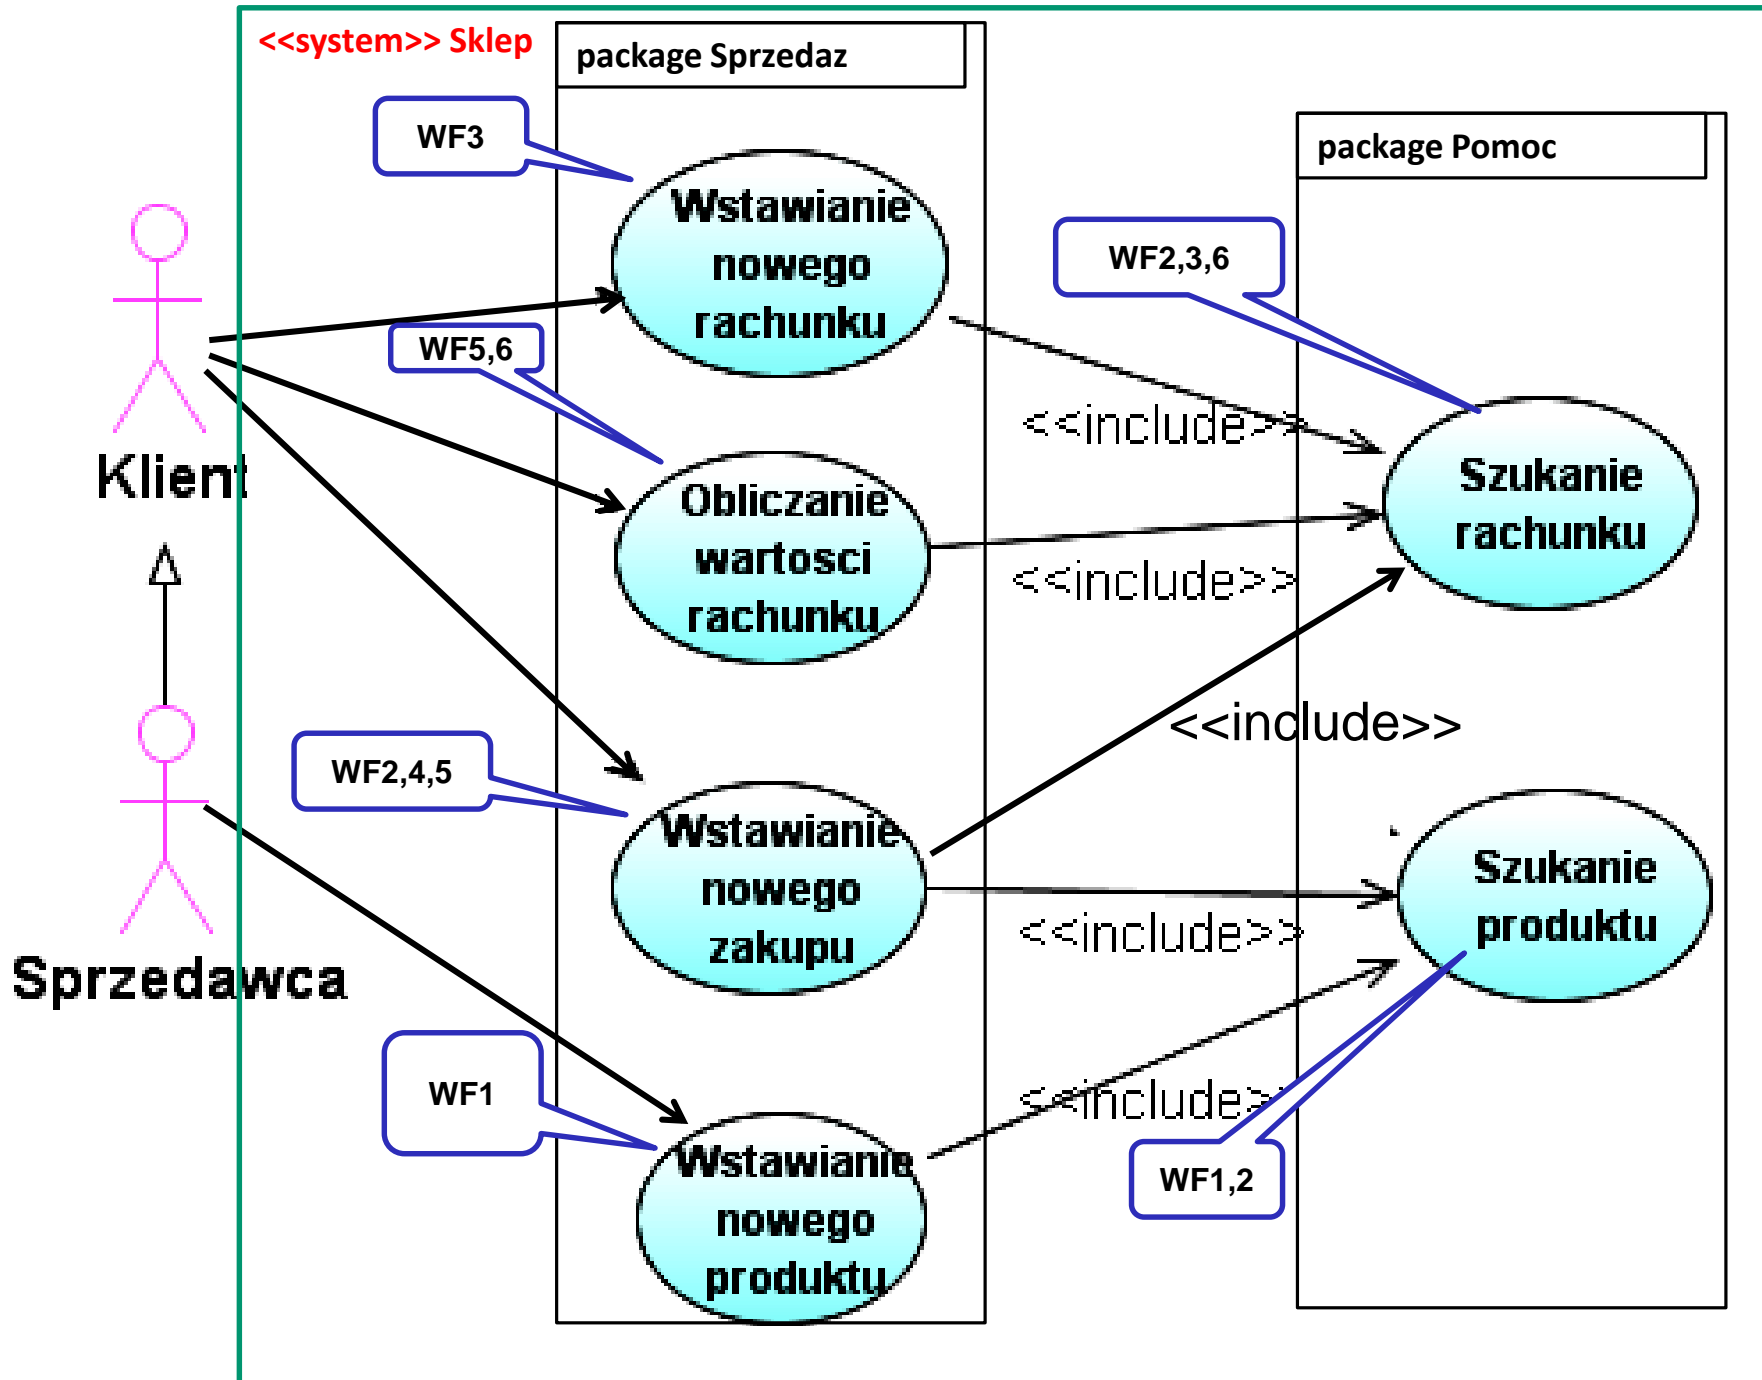 <<system>> Sklep
package Sprzedaz
WF3
package Pomoc
Wstawianie
nowego
rachunku
WF2,3,6
WF5,6
<<include>>
Klient
Obliczanie
wartosci
rachunku
Szukanie
rachunku
<<include>>
<<include>>
WF2,4,5
Wstawianie
nowego
zakupu
Szukanie
produktu
<<include>>
Sprzedawca
WF1
<<include>
Wstawianie
nowego
produktu
WF1,2